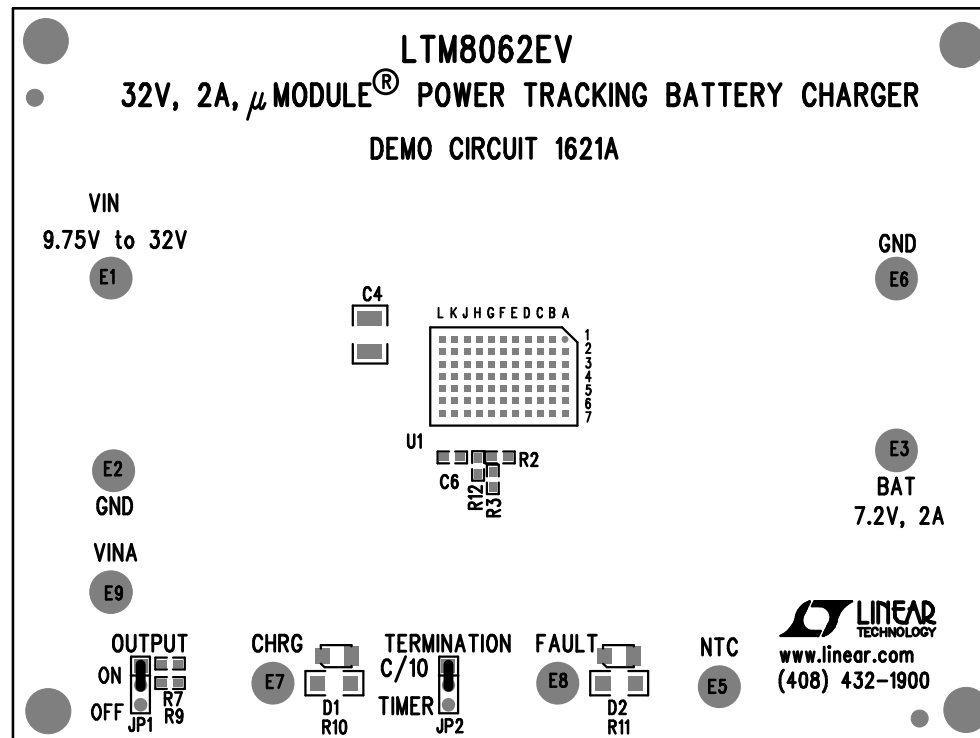 LTM8062EV
32V, 2A, μMODULE® POWER TRACKING BATTERY CHARGER
DEMO CIRCUIT 1621A
VIN
9.75V to 32V
E1
GND
E6
C4
L K J H G F E D C B A
1
2
3
4
5
6
7
U1
C6
R12
R3
R2
E2
GND
E3
BAT
7.2V, 2A
VINA
E9
OUTPUT
ON
OFF
JP1
R7
R9
CHRG
E7
D1
R10
TERMINATION
C/10
TIMER
JP2
FAULT
E8
D2
R11
NTC
E5
LINEAR
TECHNOLOGY
www.linear.com
(408) 432-1900